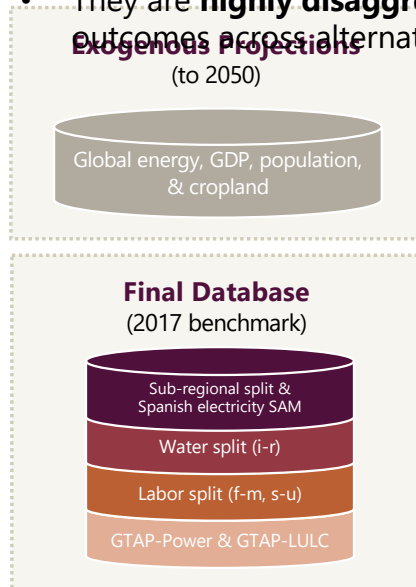 • They are highly disaggre
outcomes across alternat
Exogenous Projections
(to 2050)
Global energy, GDP, population,
& cropland
Final Database
(2017 benchmark)
Sub-regional split &
Spanish electricity SAM
Water split (i-r)
Labor split (f-m, s-u)
GTAP-Power & GTAP-LULC